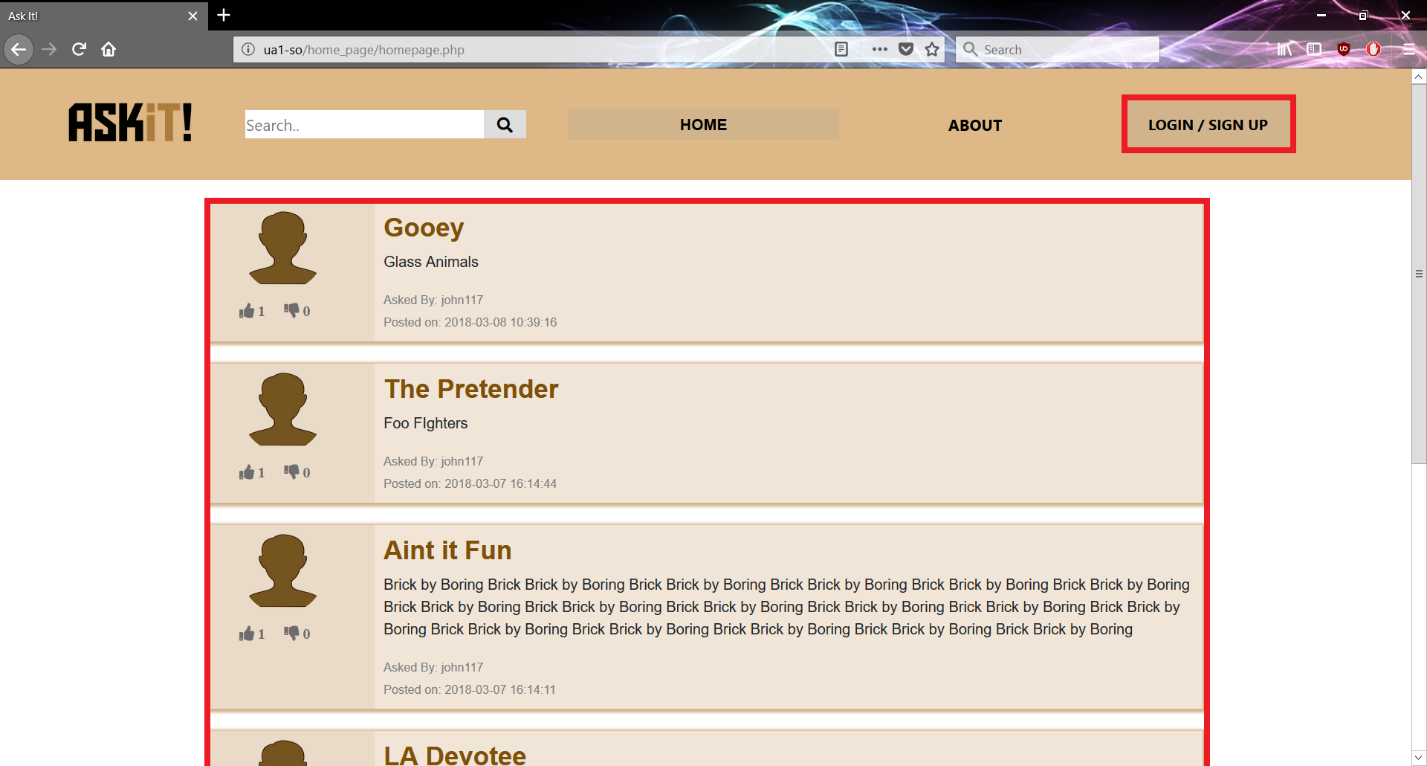 Ask It!
ua1-so/home_page/homepage.php
Search
ASKiT!
Search..
HOME
ABOUT
LOGIN / SIGN UP
Gooey
Glass Animals
Asked By: john117
Posted on: 2018-03-08 10:39:16
1 0
The Pretender
Foo FIghters
Asked By: john117
Posted on: 2018-03-07 16:14:44
1 0
Aint it Fun
Brick by Boring Brick Brick by Boring Brick Brick by Boring Brick Brick by Boring Brick Brick by Boring Brick Brick by Boring
Brick Brick by Boring Brick Brick by Boring Brick Brick by Boring Brick Brick by Boring Brick Brick by Boring Brick Brick by
Boring Brick Brick by Boring Brick Brick by Boring Brick Brick by Boring Brick Brick by Boring Brick Brick by Boring
Asked By: john117
Posted on: 2018-03-07 16:14:11
1 0
LA Devotee